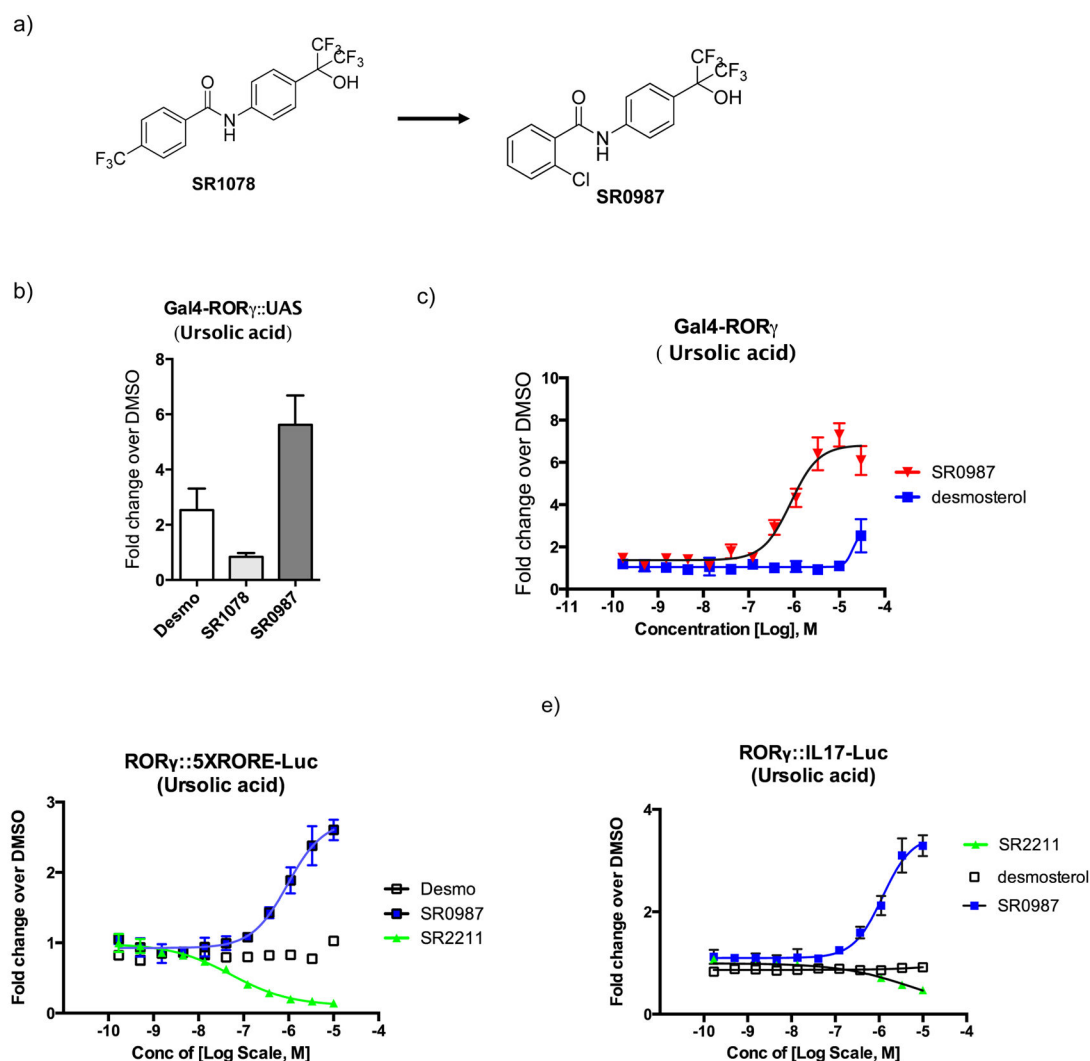 a)
CF3
CF3
OH
O
N
H
F3C
SR1078
CF3
CF3
OH
O
N
H
Cl
SR0987
b)
Gal4-RORγ::UAS
(Ursolic acid)
Fold change over DMSO
8
6
4
2
0
Desmo
SR1078
SR0987
c)
Gal4-RORγ
( Ursolic acid)
Fold change over DMSO
10
8
6
4
2
0
-11 -10 -9 -8 -7 -6 -5 -4
Concentration [Log], M
SR0987
desmosterol
RORγ::5XRORE-Luc
(Ursolic acid)
Fold change over DMSO
3
2
1
0
-10 -9 -8 -7 -6 -5 -4
Conc of [Log Scale, M]
Desmo
SR0987
SR2211
e)
RORγ::IL17-Luc
(Ursolic acid)
Fold change over DMSO
4
2
0
-10 -9 -8 -7 -6 -5 -4
Conc of [Log Scale, M]
SR2211
desmosterol
SR0987